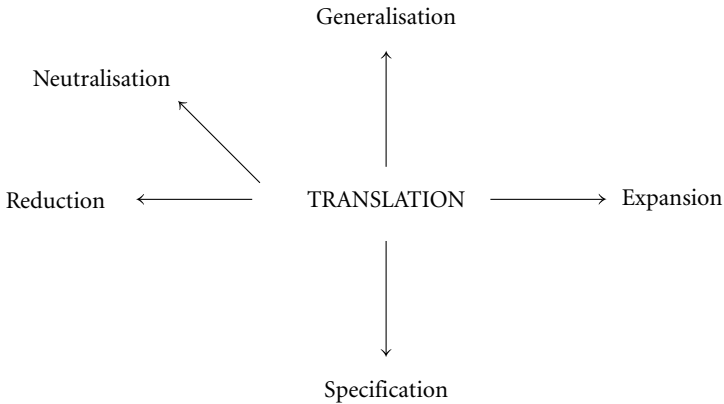 Generalisation
Neutralisation
Reduction
TRANSLATION
Expansion
Specification